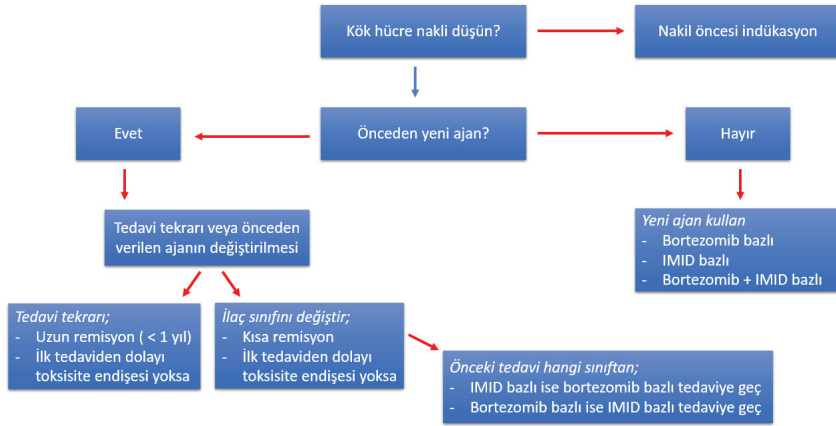 Kök hücre nakli düşün?
Nakil öncesi indükasyon
Evet
Önceden yeni ajan?
Hayır
Tedavi tekrarı veya önceden
verilen ajanın değiştirilmesi
Yeni ajan kullan
- Bortezomib bazlı
- IMID bazlı
- Bortezomib + IMID bazlı
Tedavi tekrarı;
- Uzun remisyon ( < 1 yıl)
- İlk tedaviden dolayı
toksisite endişesi yoksa
İlaç sınıfını değiştir;
- Kısa remisyon
- İlk tedaviden dolayı
toksisite endişesi yoksa
Önceki tedavi hangi sınıftan;
- IMID bazlı ise bortezomib bazlı tedaviye geç
- Bortezomib bazlı ise IMID bazlı tedaviye geç